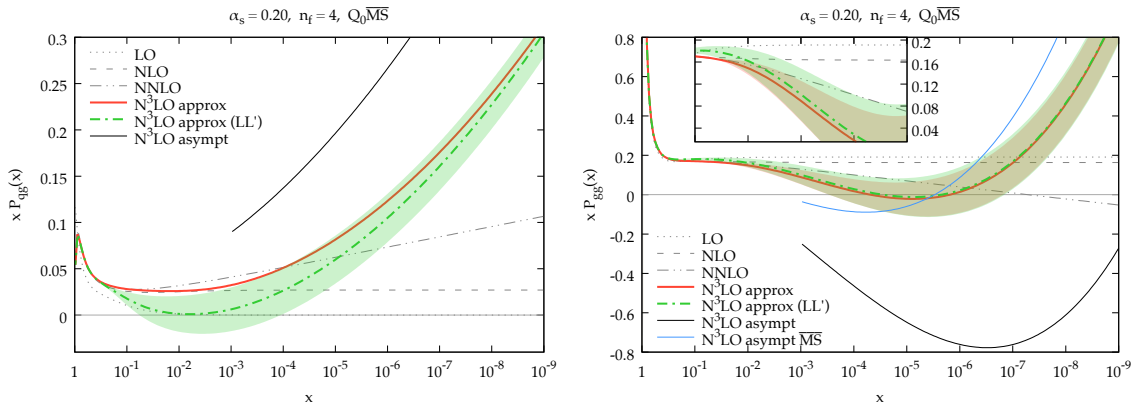 αs = 0.20, nf = 4, Q0M̅S̅
0.3
0.25
0.2
0.15
0.1
0.05
0
x Pqg(x)
LO
NLO
NNLO
N³LO approx
N³LO approx (LL')
N³LO asympt
1 10⁻¹ 10⁻² 10⁻³ 10⁻⁴ 10⁻⁵ 10⁻⁶ 10⁻⁷ 10⁻⁸ 10⁻⁹
x
αs = 0.20, nf = 4, Q0M̅S̅
0.8
0.6
0.4
0.2
0
-0.2
-0.4
-0.6
-0.8
x Pgg(x)
0.2
0.16
0.12
0.08
0.04
LO
NLO
NNLO
N³LO approx
N³LO approx (LL')
N³LO asympt
N³LO asympt M̅S̅
1 10⁻¹ 10⁻² 10⁻³ 10⁻⁴ 10⁻⁵ 10⁻⁶ 10⁻⁷ 10⁻⁸ 10⁻⁹
x